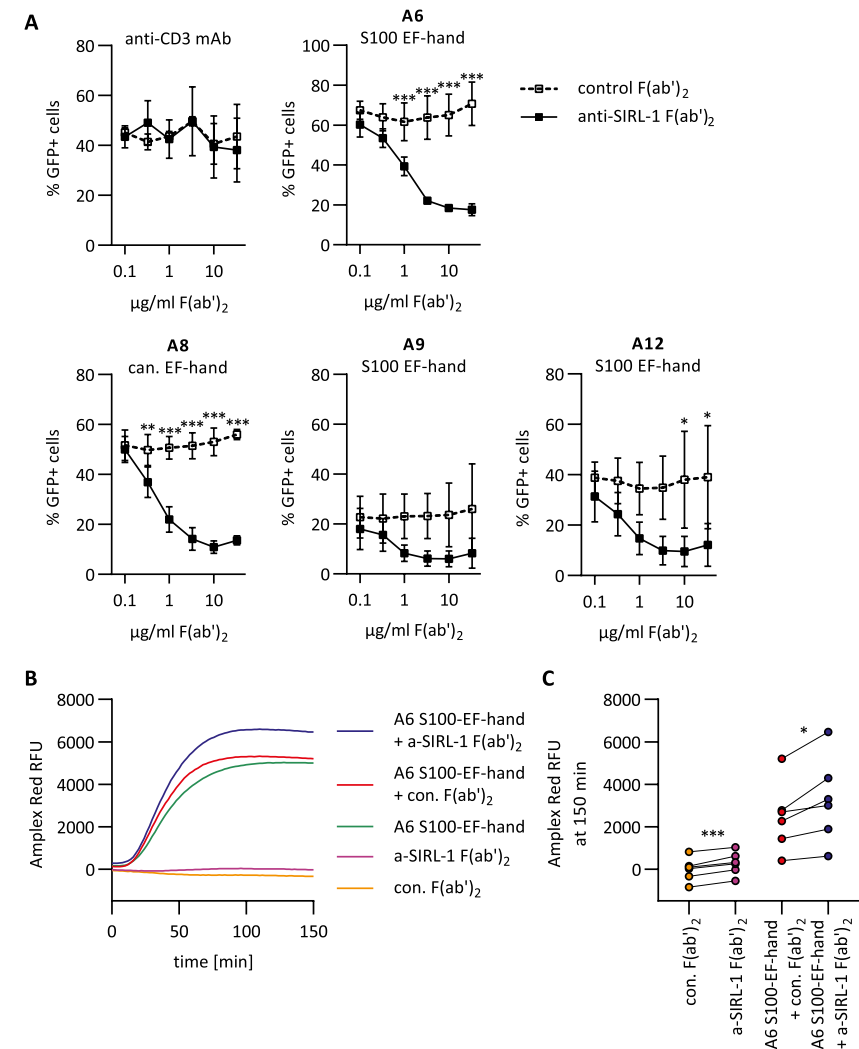 A
anti-CD3 mAb
80
60
40
20
0
% GFP+ cells
0.1 1 10
µg/ml F(ab')2
A6
S100 EF-hand
100
80
60
40
20
0
% GFP+ cells
*** *** *** ***
0.1 1 10
µg/ml F(ab')2
control F(ab')2
anti-SIRL-1 F(ab')2
A8
can. EF-hand
80
60
40
20
0
% GFP+ cells
** *** *** *** ***
0.1 1 10
µg/ml F(ab')2
A9
S100 EF-hand
80
60
40
20
0
% GFP+ cells
0.1 1 10
µg/ml F(ab')2
A12
S100 EF-hand
80
60
40
20
0
% GFP+ cells
* *
0.1 1 10
µg/ml F(ab')2
B
8000
6000
4000
2000
0
Amplex Red RFU
0 50 100 150
time [min]
A6 S100-EF-hand
+ a-SIRL-1 F(ab')2
A6 S100-EF-hand
+ con. F(ab')2
A6 S100-EF-hand
a-SIRL-1 F(ab')2
con. F(ab')2
C
8000
6000
4000
2000
0
Amplex Red RFU
at 150 min
***
*
con. F(ab')2
a-SIRL-1 F(ab')2
A6 S100-EF-hand
+ con. F(ab')2
A6 S100-EF-hand
+ a-SIRL-1 F(ab')2